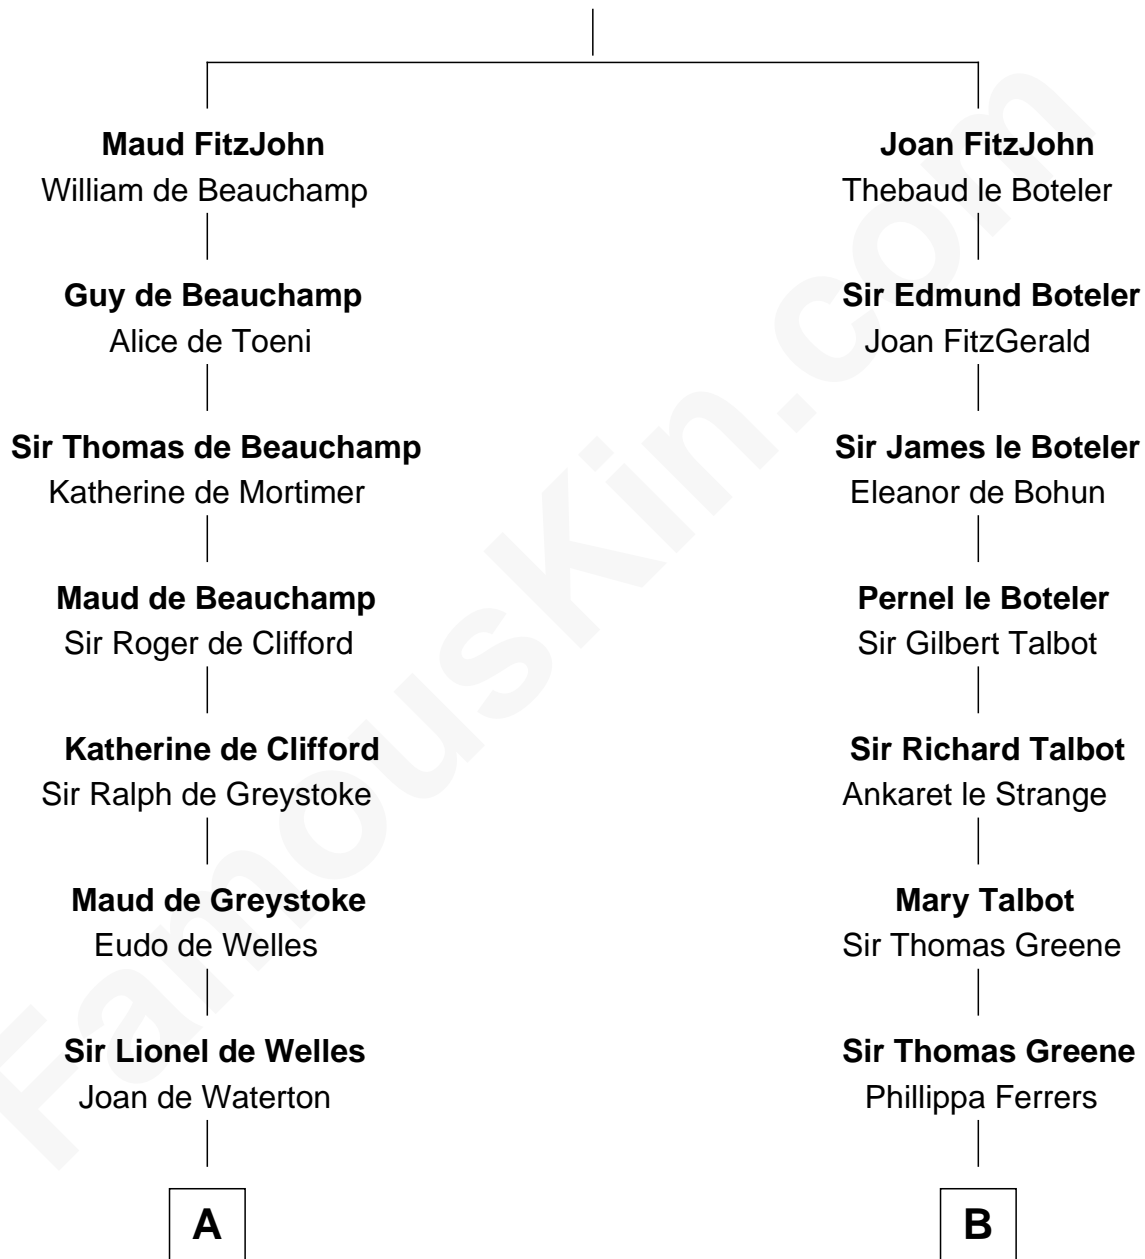 Maud FitzJohn
William de Beauchamp
Joan FitzJohn
Thebaud le Boteler
Guy de Beauchamp
Alice de Toeni
Sir Edmund Boteler
Joan FitzGerald
Sir Thomas de Beauchamp
Katherine de Mortimer
Sir James le Boteler
Eleanor de Bohun
Maud de Beauchamp
Sir Roger de Clifford
Pernel le Boteler
Sir Gilbert Talbot
Katherine de Clifford
Sir Ralph de Greystoke
Sir Richard Talbot
Ankaret le Strange
Maud de Greystoke
Eudo de Welles
Mary Talbot
Sir Thomas Greene
Sir Lionel de Welles
Joan de Waterton
Sir Thomas Greene
Phillippa Ferrers
A
B
FamousKin.com